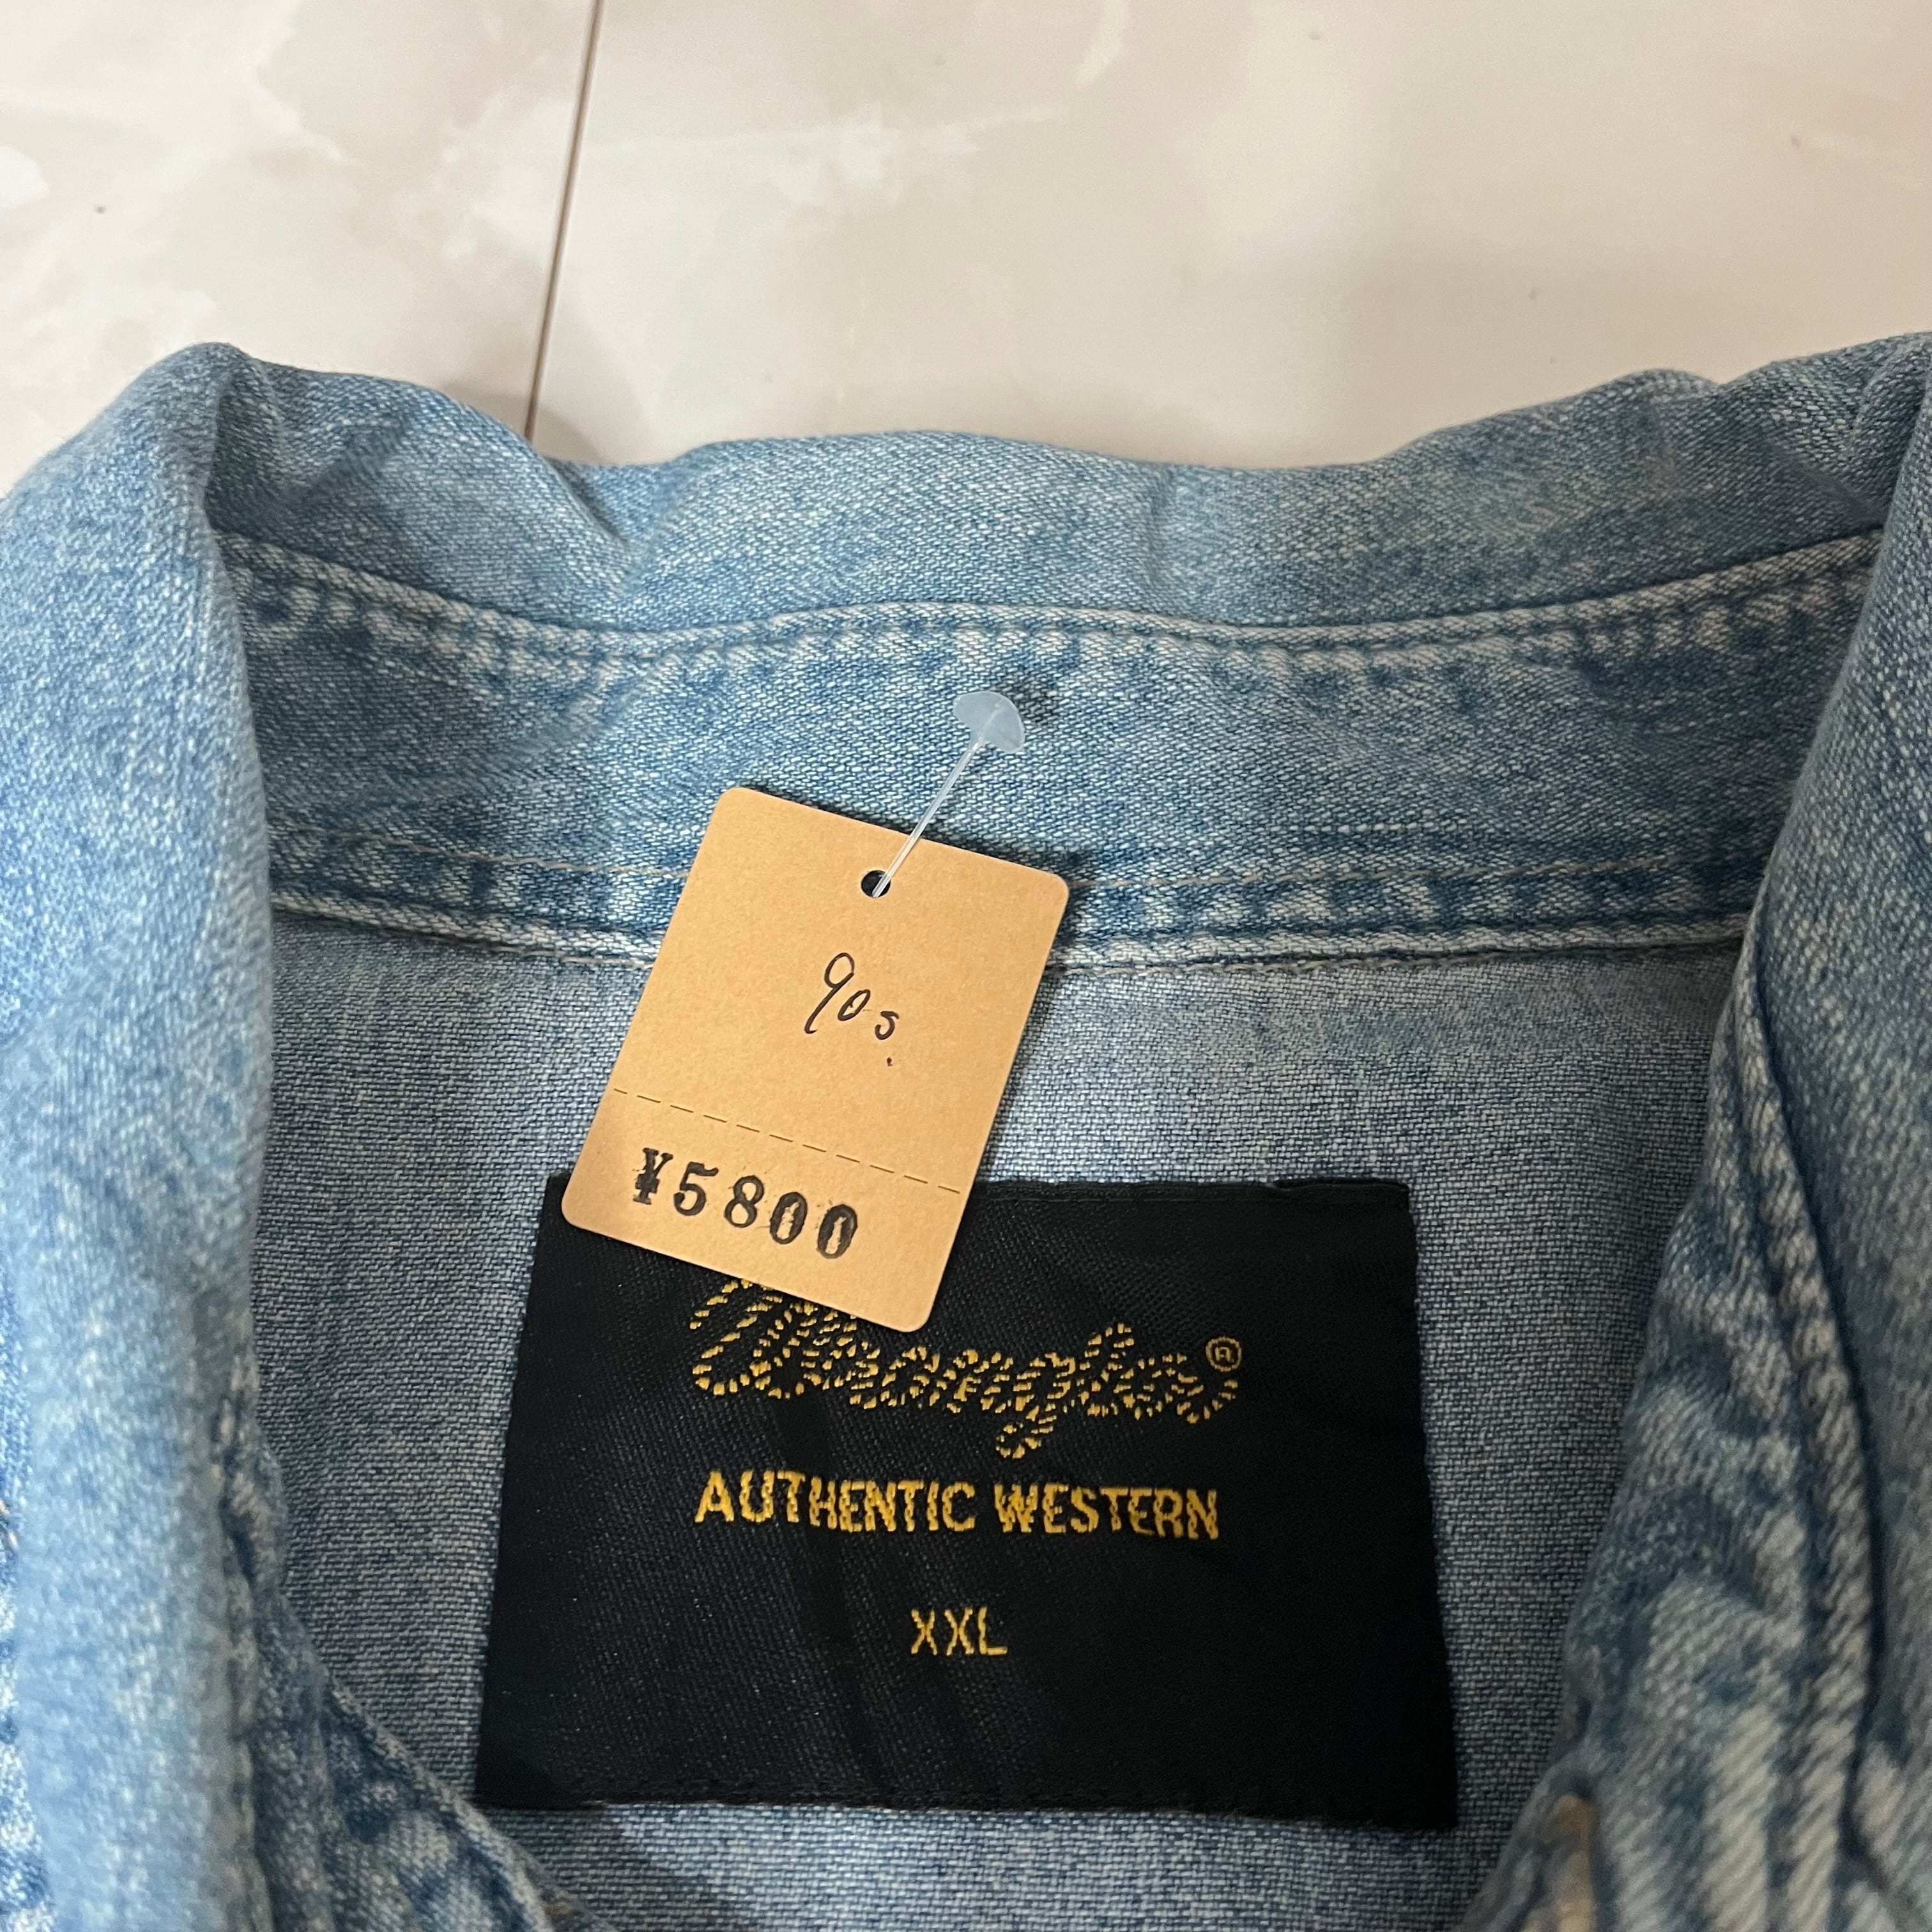 90s.
¥5800
Wrangler®
AUTHENTIC WESTERN
XXL